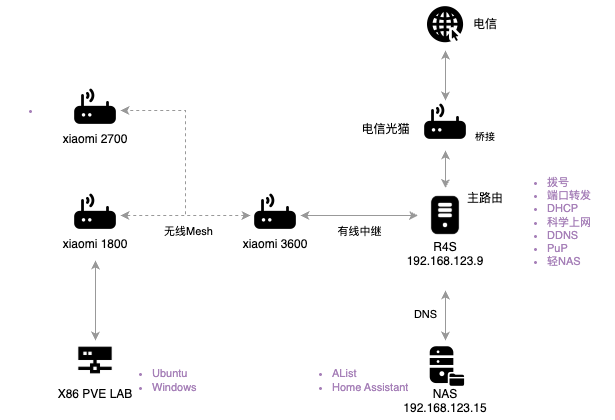 电信
电信光猫
桥接
xiaomi 2700
主路由
• 拨号
• 端口转发
• DHCP
• 科学上网
• DDNS
• PuP
• 轻NAS
xiaomi 1800
无线Mesh
xiaomi 3600
有线中继
R4S
192.168.123.9
DNS
X86 PVE LAB
• Ubuntu
• Windows
• AList
• Home Assistant
NAS
192.168.123.15